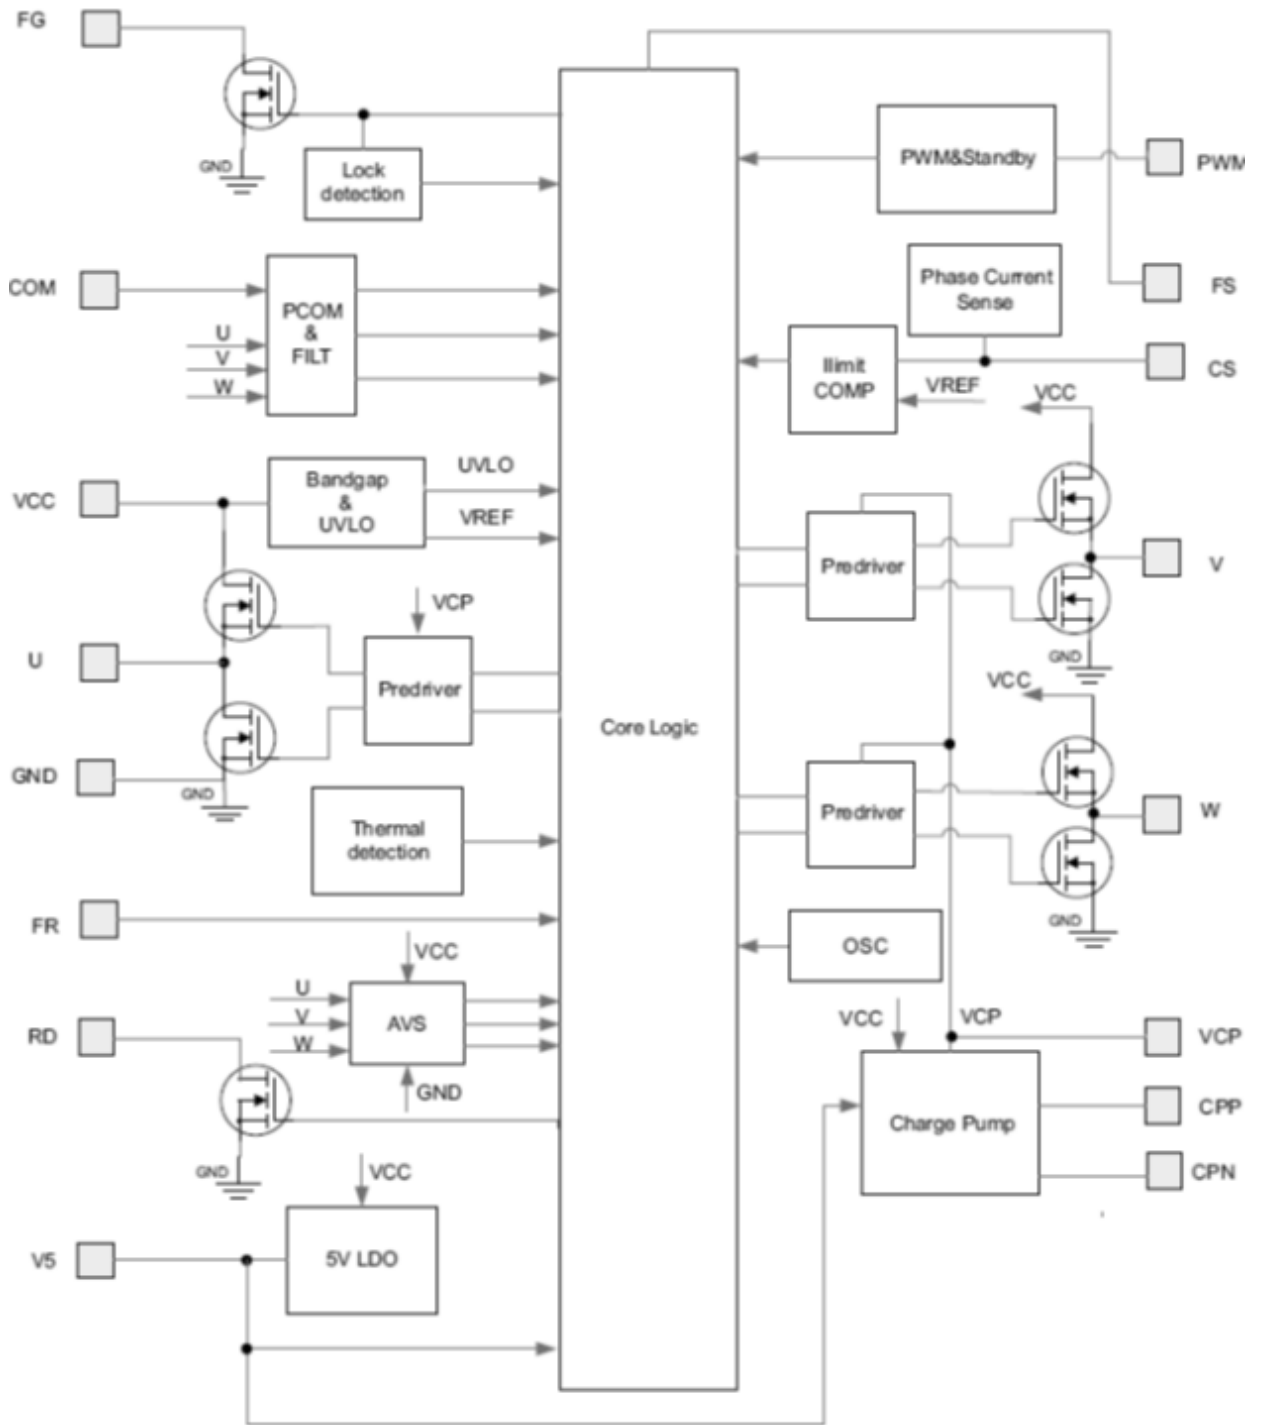 FG
GND
Lock
detection
COM
U
V
W
PCOM
&
FILT
VCC
Bandgap
&
UVLO
UVLO
VREF
VCP
U
Predriver
GND
GND
Thermal
detection
FR
VCC
U
V
W
AVS
GND
RD
GND
VCC
5V LDO
V5
Core Logic
PWM&Standby
PWM
Phase Current
Sense
FS
Ilimit
COMP
CS
VREF
VCC
Predriver
V
GND
VCC
Predriver
W
GND
OSC
VCC
VCP
VCP
Charge Pump
CPP
CPN